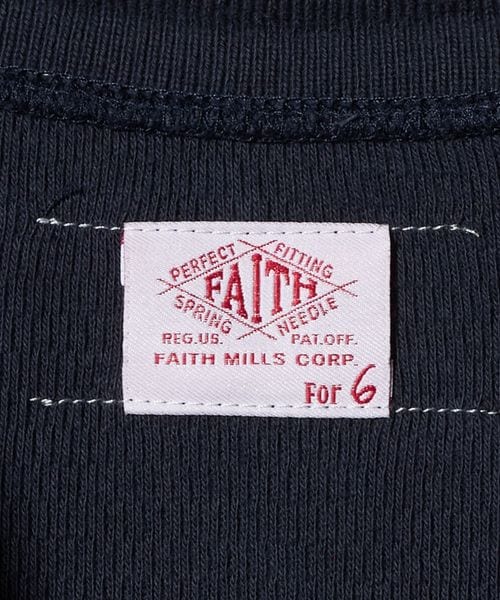 PERFECT FITTING
FAITH
SPRING NEEDLE
REG.US. PAT.OFF.
FAITH MILLS CORP.
For 6